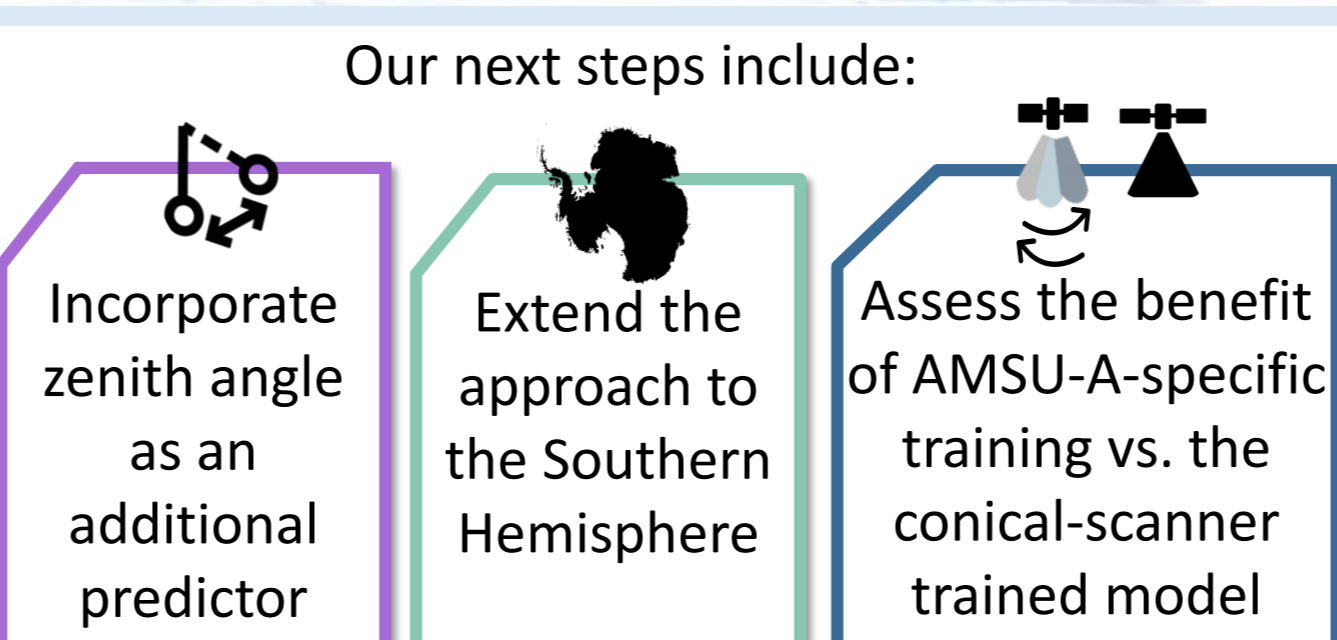 Our next steps include:
Incorporate
zenith angle
as an
additional
predictor
Extend the
approach to
the Southern
Hemisphere
Assess the benefit
of AMSU-A-specific
training vs. the
conical-scanner
trained model